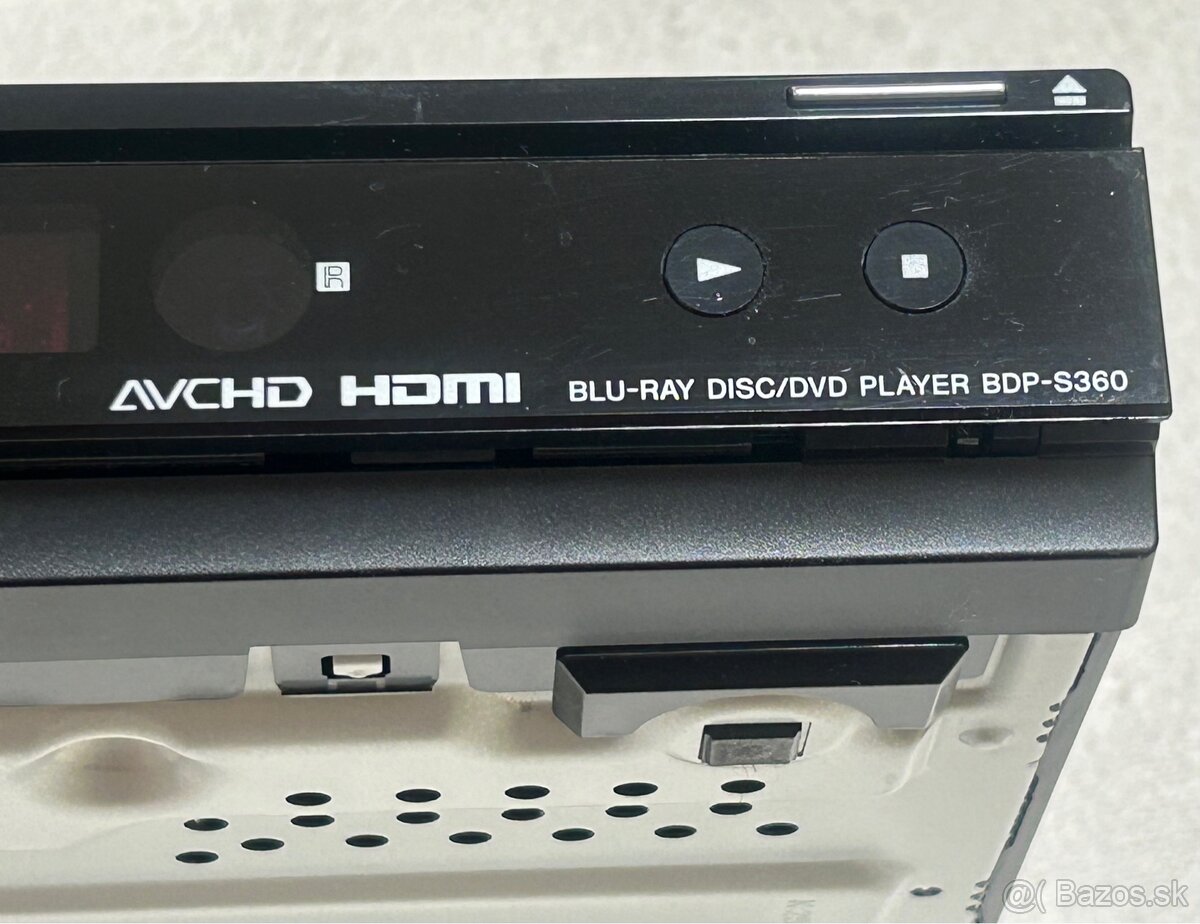 R
AVCHD HDMI BLU-RAY DISC/DVD PLAYER BDP-S360
@( Bazos.sk